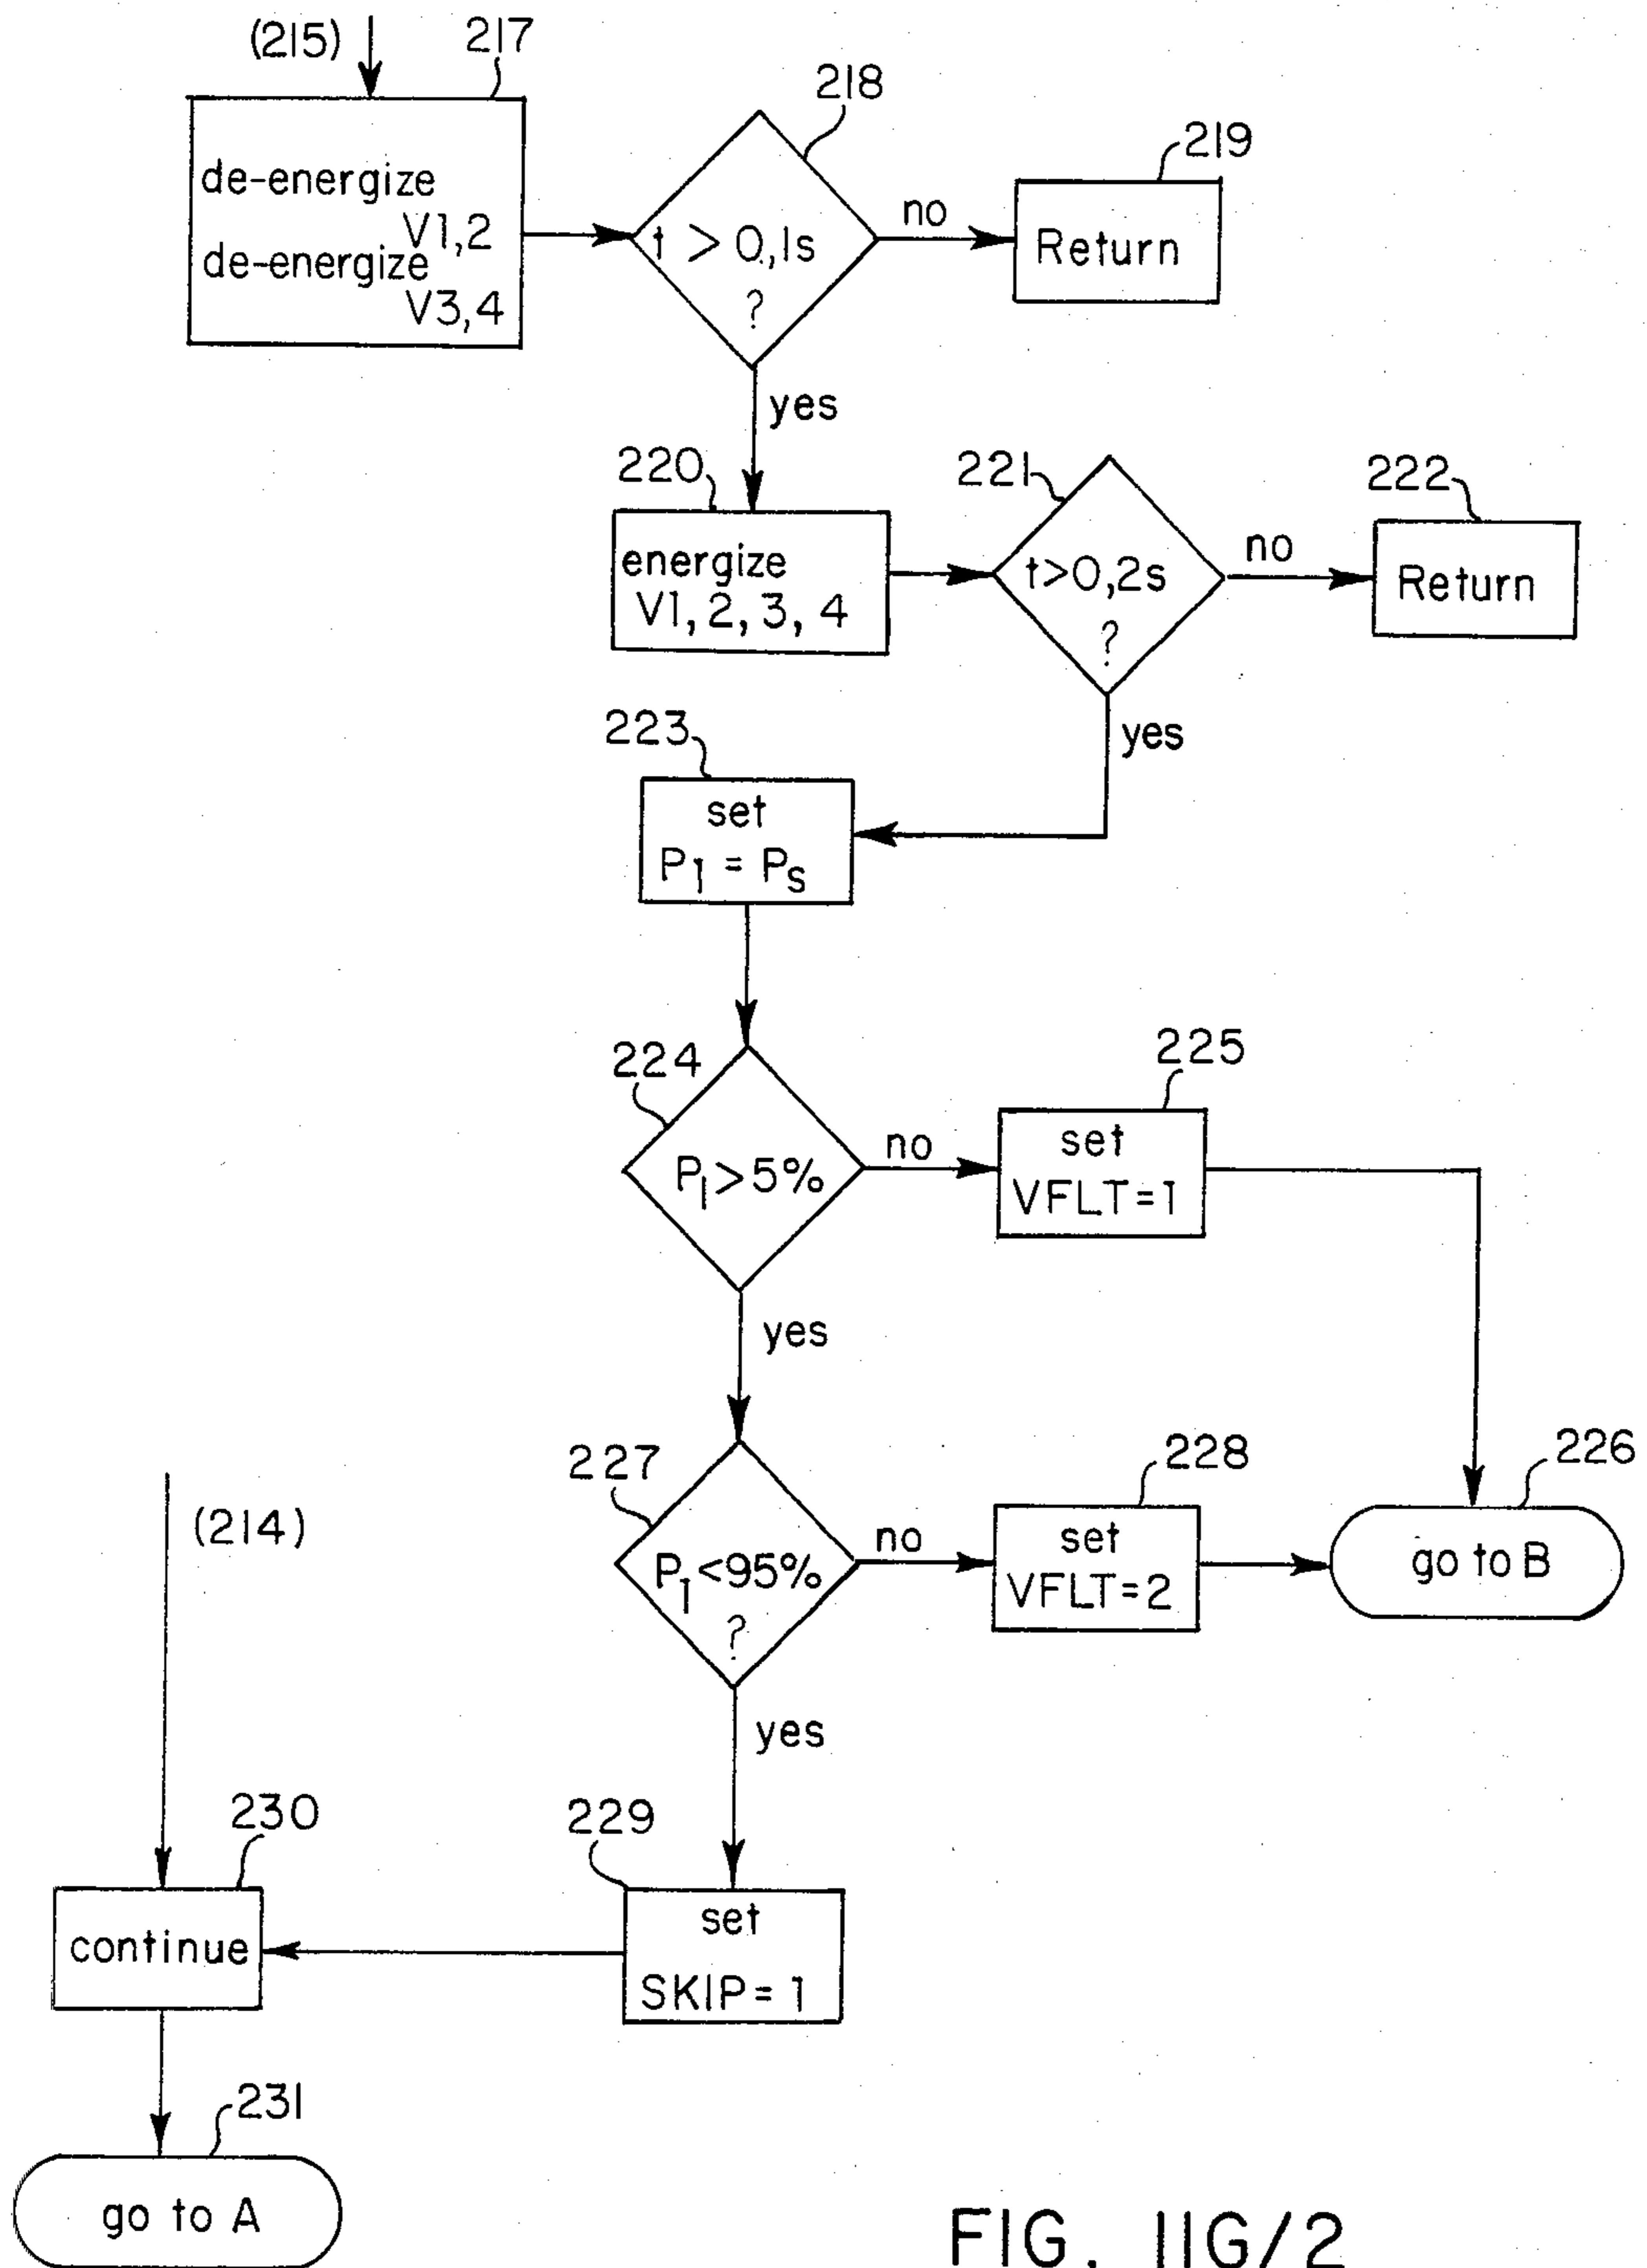 (215)
217
de-energize
V1,2
de-energize
V3,4
218
t > 0,1s
?
no
219
Return
yes
220
energize
V1, 2, 3, 4
221
t>0,2s
?
no
222
Return
yes
223
set
P1 = PS
224
P1>5%
no
225
set
VFLT=1
yes
226
go to B
227
P1<95%
?
no
228
set
VFLT=2
yes
(214)
229
set
SKIP= 1
230
continue
231
go to A
FIG. 11G/2